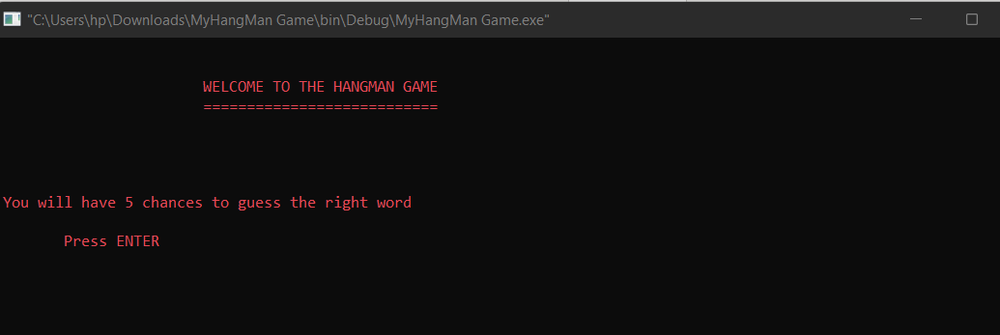 "C:\Users\hp\Downloads\MyHangMan Game\bin\Debug\MyHangMan Game.exe"
WELCOME TO THE HANGMAN GAME
===========================
You will have 5 chances to guess the right word
Press ENTER